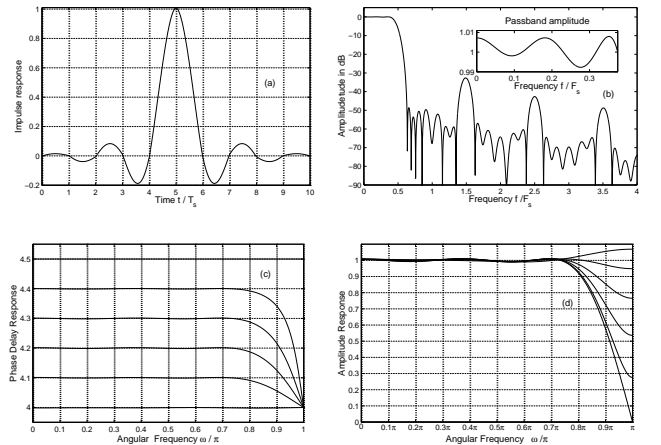 1
0.8
0.6
0.4
0.2
0
−0.2
Impulse response
(a)
0 1 2 3 4 5 6 7 8 9 10
Time t / T_s
0
−10
−20
−30
−40
−50
−60
−70
−80
−90
Amplitudetude in dB
Passband amplitude
1.01
1
0.99
0 0.1 0.2 0.3
Frequency f / F_s
(b)
0 0.5 1 1.5 2 2.5 3 3.5 4
Frequency f /F_s
4.5
4.4
4.3
4.2
4.1
4
Phase Delay Response
(c)
0 0.1 0.2 0.3 0.4 0.5 0.6 0.7 0.8 0.9 1
Angular Frequency ω / π
1
0.9
0.8
0.7
0.6
0.5
0.4
0.3
0.2
0.1
0
Amplitude Response
(d)
0 0.1π 0.2π 0.3π 0.4π 0.5π 0.6π 0.7π 0.8π 0.9π π
Angular Frequency ω/π